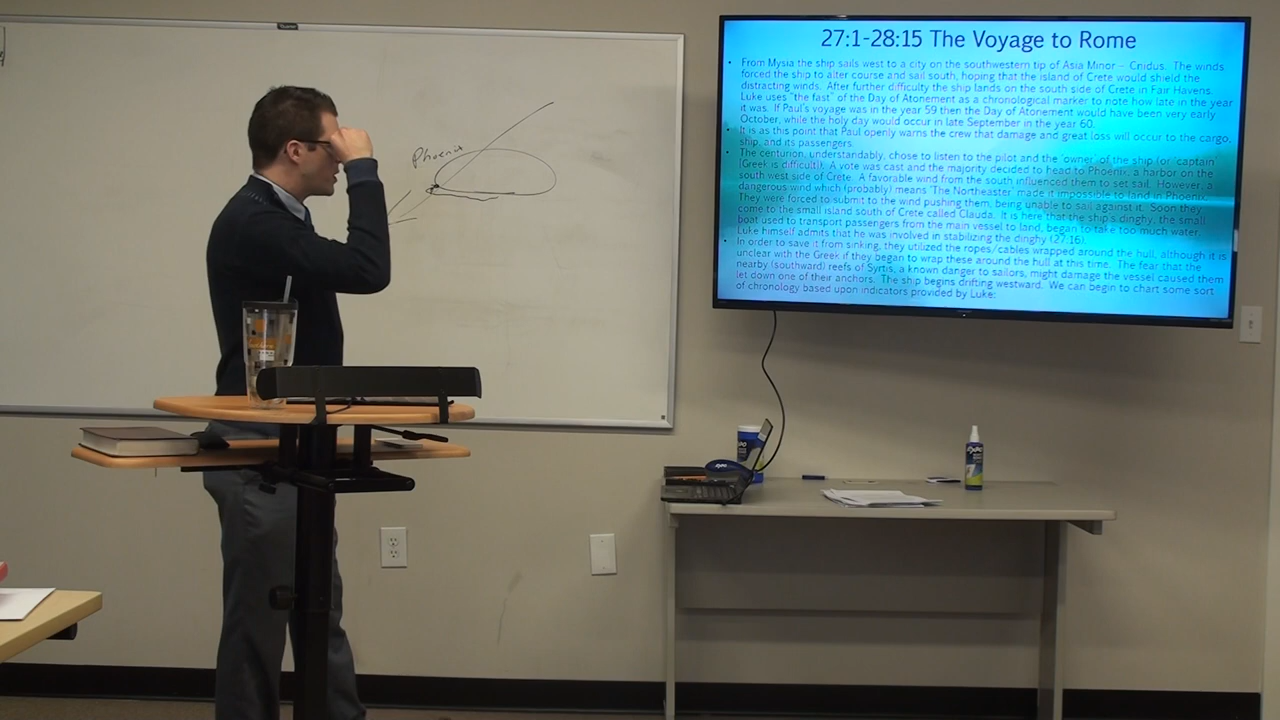 27:1-28:15 The Voyage to Rome
• From Mysia the ship sails west to a city on the southwestern tip of Asia Minor – Cnidus. The winds
forced the ship to alter course and sail south, hoping that the island of Crete would shield the
distracting winds. After further difficulty the ship lands on the south side of Crete in Fair Havens.
Luke uses "the fast" of the Day of Atonement as a chronological marker to note how late in the year
it was. If Paul's voyage was in the year 59 then the Day of Atonement would have been very early
October, while the holy day would occur in late September in the year 60.
• It is as this point that Paul openly warns the crew that damage and great loss will occur to the cargo,
ship, and its passengers.
• The centurion, understandably, chose to listen to the pilot and the owner of the ship (or "captain"
[Greek is difficult]). A vote was cast and the majority decided to head to Phoenix, a harbor on the
south west side of Crete. A favorable wind from the south influenced them to set sail. However, a
dangerous wind which (probably) means "The Northeaster" made it impossible to land in Phoenix.
They were forced to submit to the wind pushing them, being unable to sail against it. Soon they
come to the small island south of Crete called Clauda. It is here that the ship's dinghy, the small
boat used to transport passengers from the main vessel to land, began to take too much water.
Luke himself admits that he was involved in stabilizing the dinghy (27:16).
• In order to save it from sinking, they utilized the ropes/cables wrapped around the hull, although it is
unclear with the Greek if they began to wrap these around the hull at this time. The fear that the
nearby (southward) reefs of Syrtis, a known danger to sailors, might damage the vessel caused them
let down one of their anchors. The ship begins drifting westward. We can begin to chart some sort
of chronology based upon indicators provided by Luke:
Phoenix
EXPO